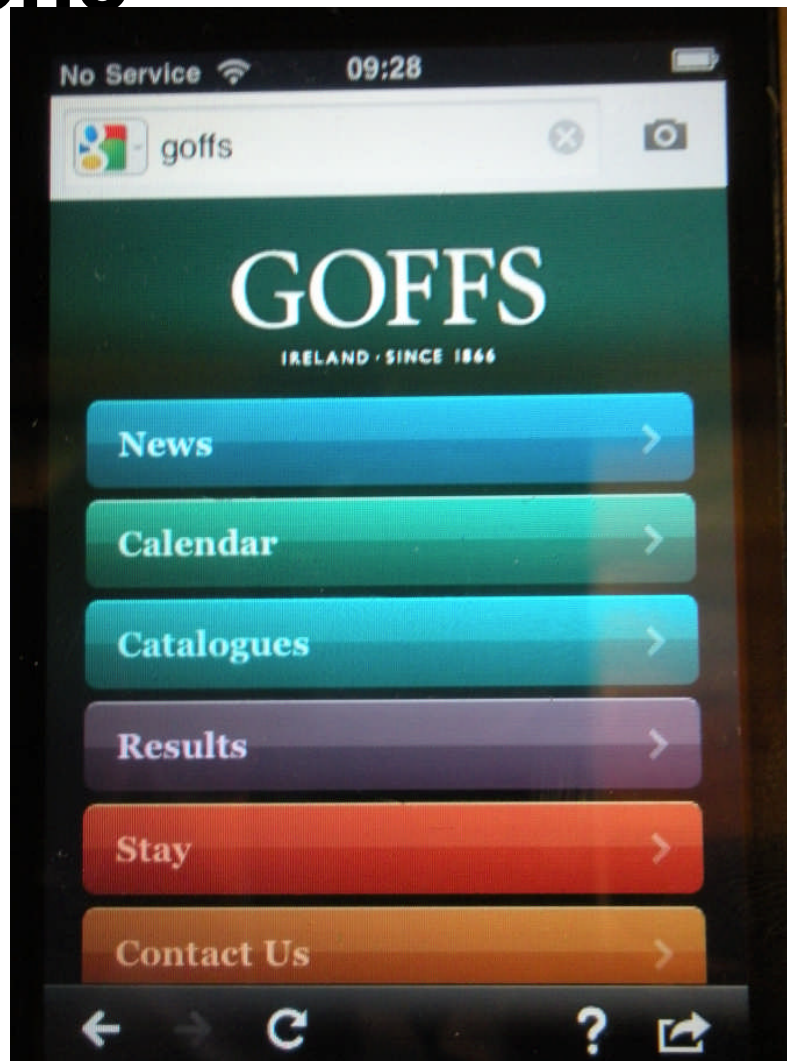 No Service 09:28
goffs
GOFFS
IRELAND · SINCE 1866
News
Calendar
Catalogues
Results
Stay
Contact Us
?